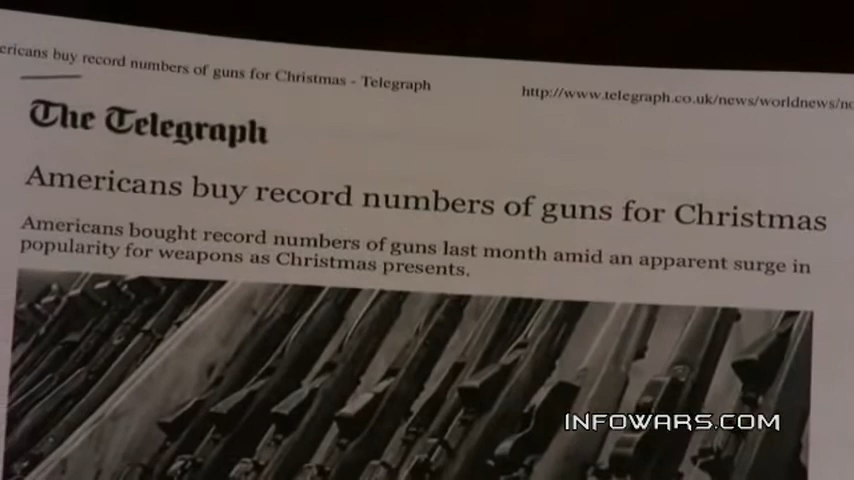 ericans buy record numbers of guns for Christmas - Telegraph
http://www.telegraph.co.uk/news/worldnews/no
The Telegraph
Americans buy record numbers of guns for Christmas
Americans bought record numbers of guns last month amid an apparent surge in
popularity for weapons as Christmas presents.
INFOWARS.COM